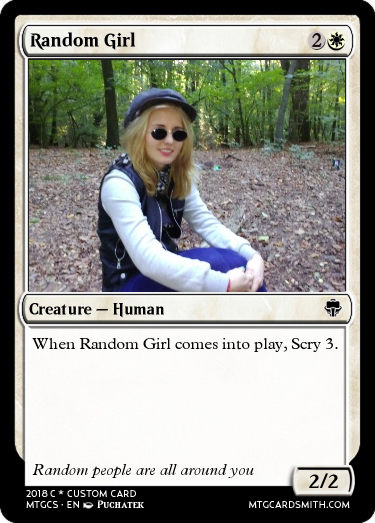 Random Girl 2
Creature — Human
When Random Girl comes into play, Scry 3.
Random people are all around you
2/2
2018 C * CUSTOM CARD
MTGCS • EN Puchatek
MTGCARDSMITH.COM